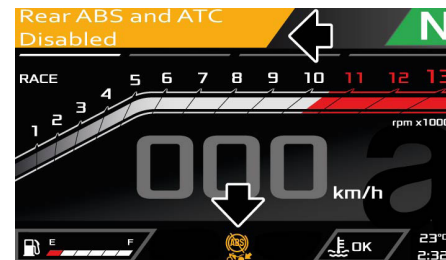 Rear ABS and ATC
Disabled
N
RACE
1 2 3 4 5 6 7 8 9 10 11 12 13
rpm x1000
000
km/h
E F
ABS
OK
23°
2:32